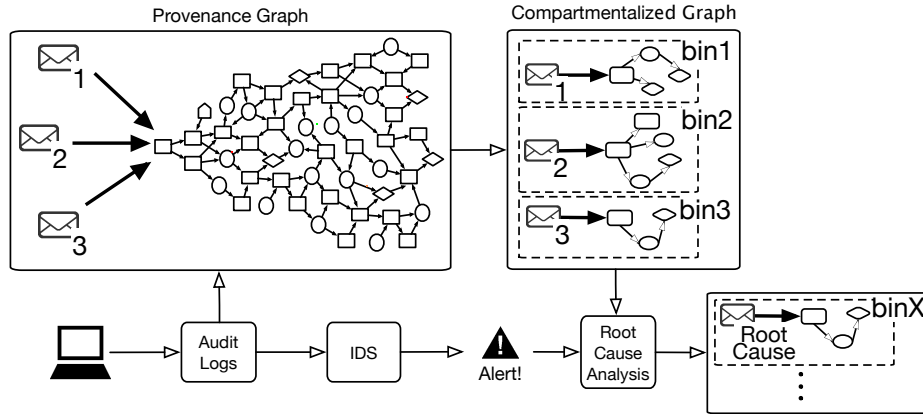 Provenance Graph
Compartmentalized Graph
1
2
3
bin1
1
bin2
2
bin3
3
Audit
Logs
IDS
Alert!
Root
Cause
Analysis
binX
Root
Cause